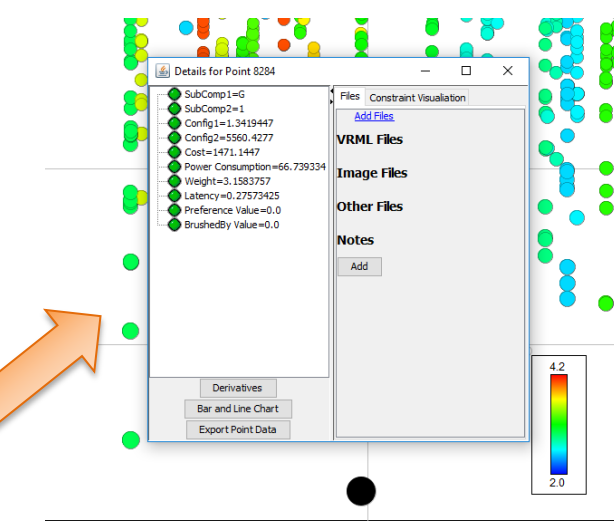 Details for Point 8284
SubComp1=G
SubComp2=1
Config1=1.3419447
Config2=5560.4277
Cost=1471.1447
Power Consumption=66.739334
Weight=3.1583757
Latency=0.27573425
Preference Value=0.0
BrushedBy Value=0.0
Derivatives
Bar and Line Chart
Export Point Data
Files Constraint Visualiation
Add Files
VRML Files
Image Files
Other Files
Notes
Add
4.2
2.0